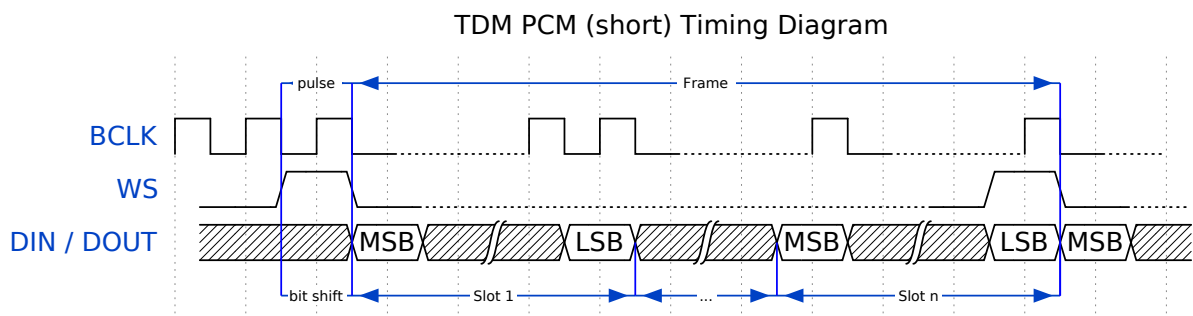 TDM PCM (short) Timing Diagram
pulse Frame
BCLK
WS
DIN / DOUT MSB LSB MSB LSB MSB
bit shift Slot 1 ... Slot n